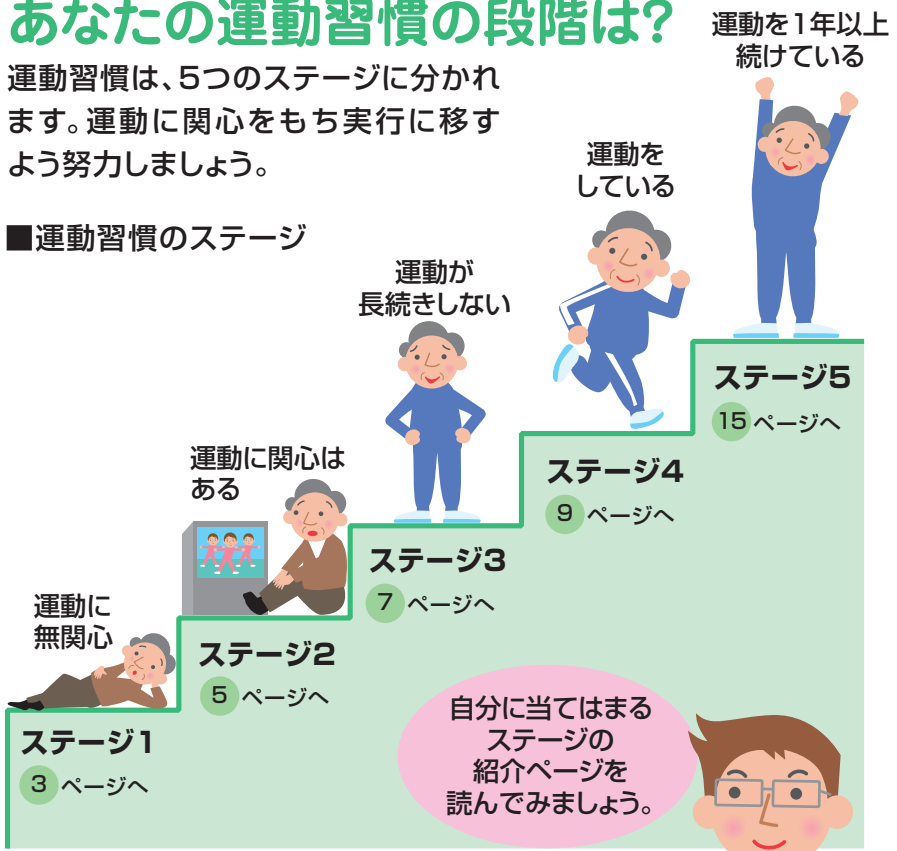 あなたの運動習慣の段階は?
運動習慣は、5つのステージに分かれ
ます。運動に関心をもち実行に移す
よう努力しましょう。
■運動習慣のステージ
運動に
無関心
ステージ1
3 ページへ
運動に関心は
ある
ステージ2
5 ページへ
運動が
長続きしない
ステージ3
7 ページへ
運動を
している
ステージ4
9 ページへ
運動を1年以上
続けている
ステージ5
15 ページへ
自分に当てはまる
ステージの
紹介ページを
読んでみましょう。